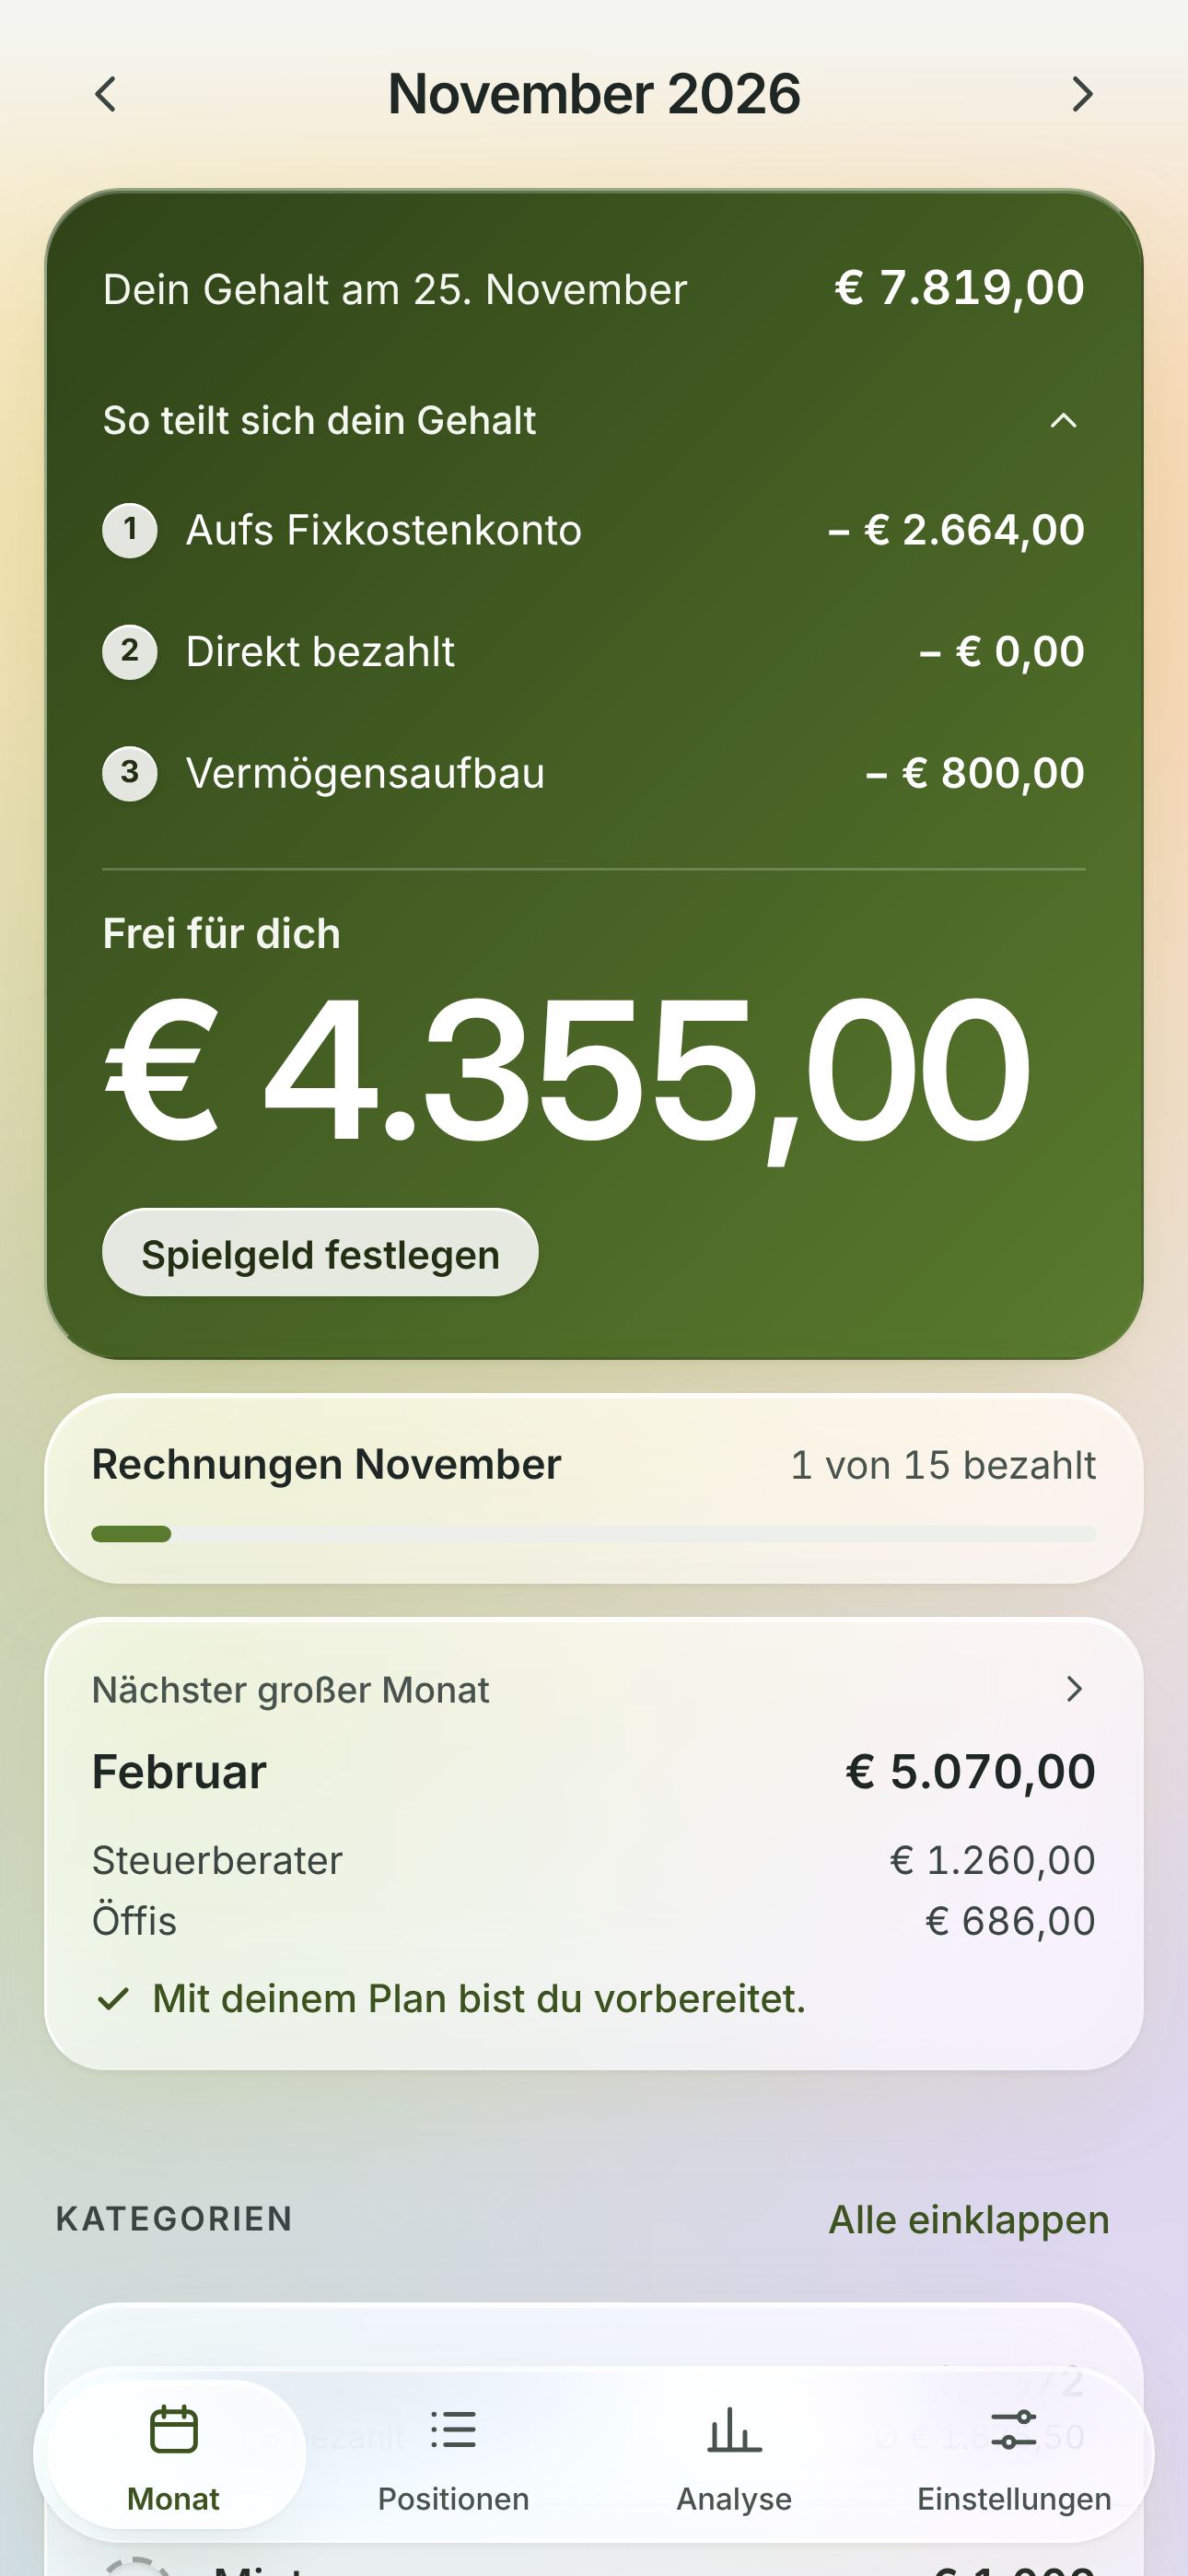 November 2026
Dein Gehalt am 25. November € 7.819,00
So teilt sich dein Gehalt
1 Aufs Fixkostenkonto – € 2.664,00
2 Direkt bezahlt – € 0,00
3 Vermögensaufbau – € 800,00
Frei für dich
€ 4.355,00
Spielgeld festlegen
Rechnungen November 1 von 15 bezahlt
Nächster großer Monat
Februar € 5.070,00
Steuerberater € 1.260,00
Öffis € 686,00
Mit deinem Plan bist du vorbereitet.
KATEGORIEN Alle einklappen
Monat Positionen Analyse Einstellungen